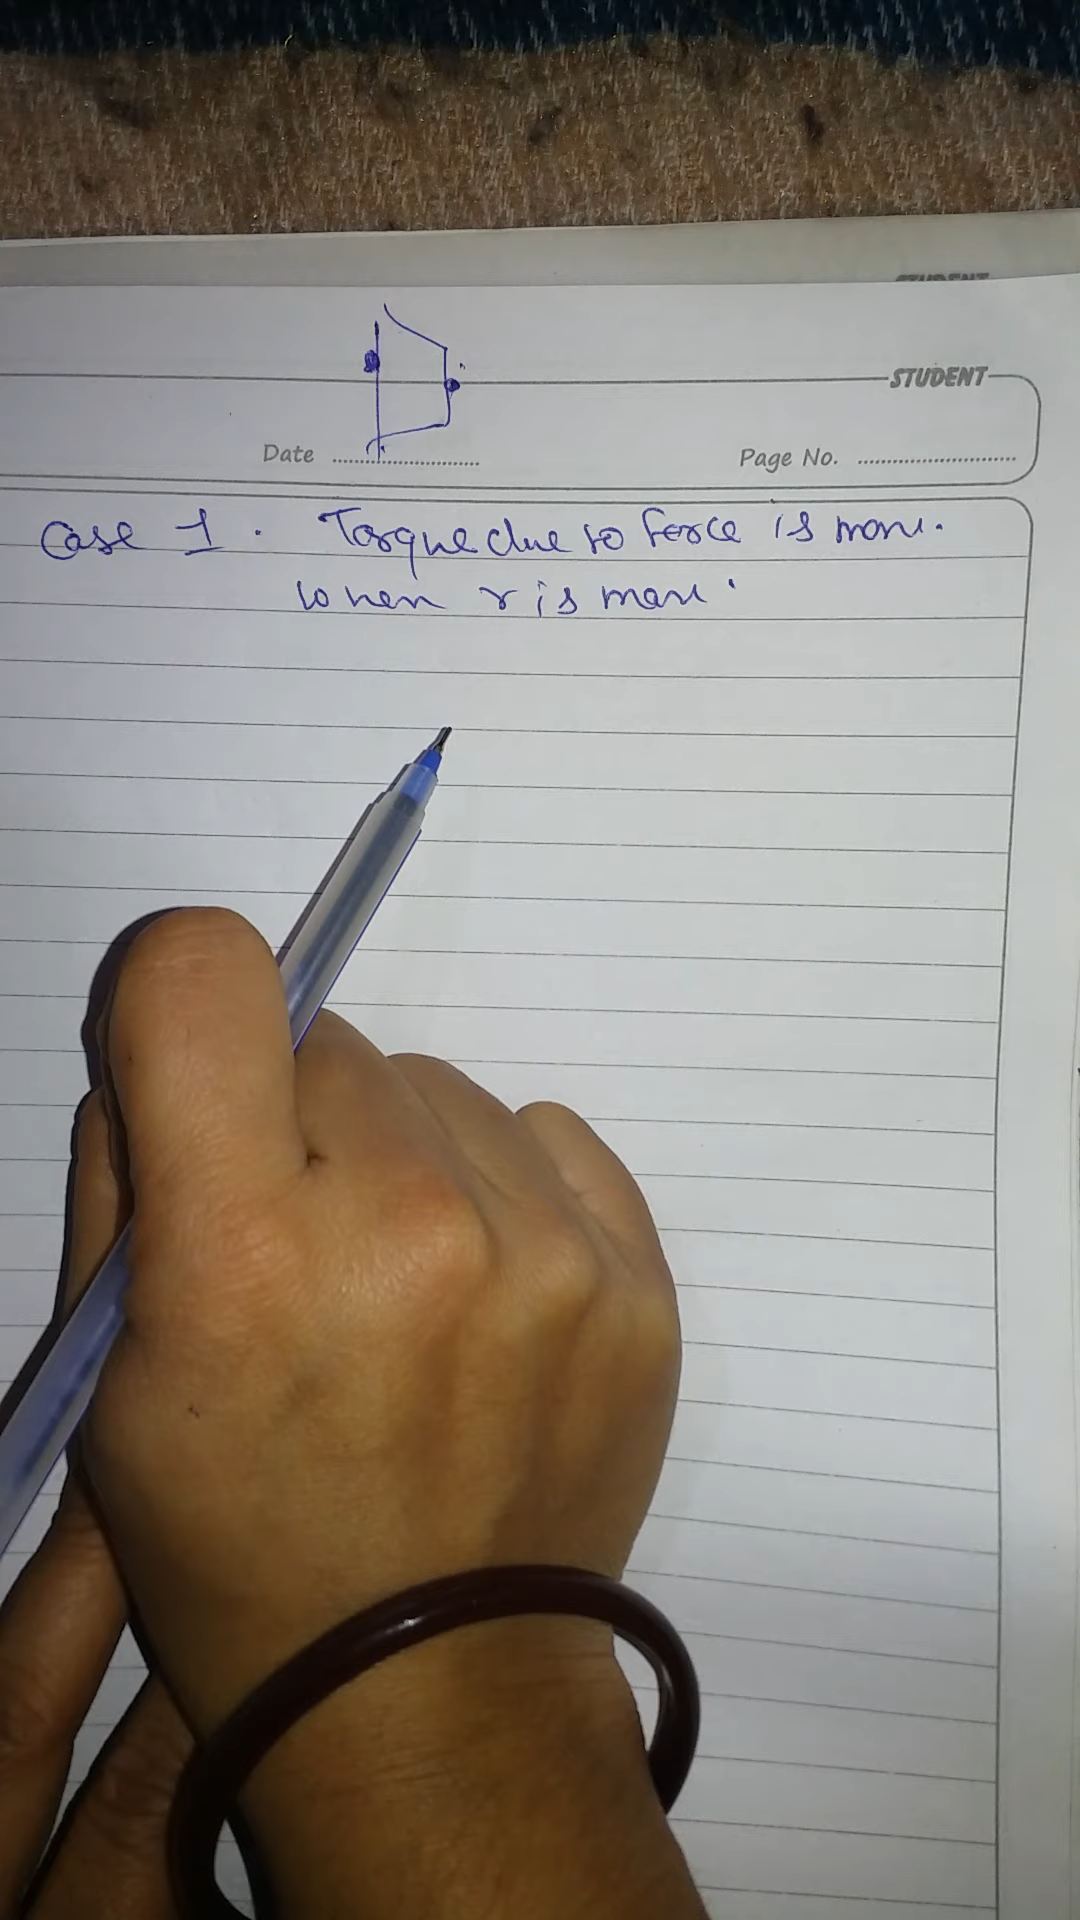 STUDENT
STUDENT
Date
Page No.
Case 1. Torque due to force is max.
when r is max.